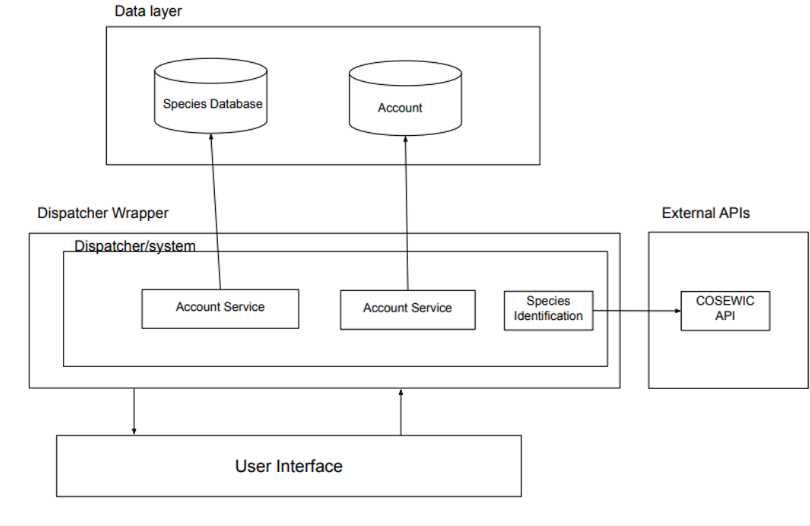 Data layer
Species Database
Account
Dispatcher Wrapper
External APIs
Dispatcher/system
Account Service
Account Service
Species
Identification
COSEWIC
API
User Interface